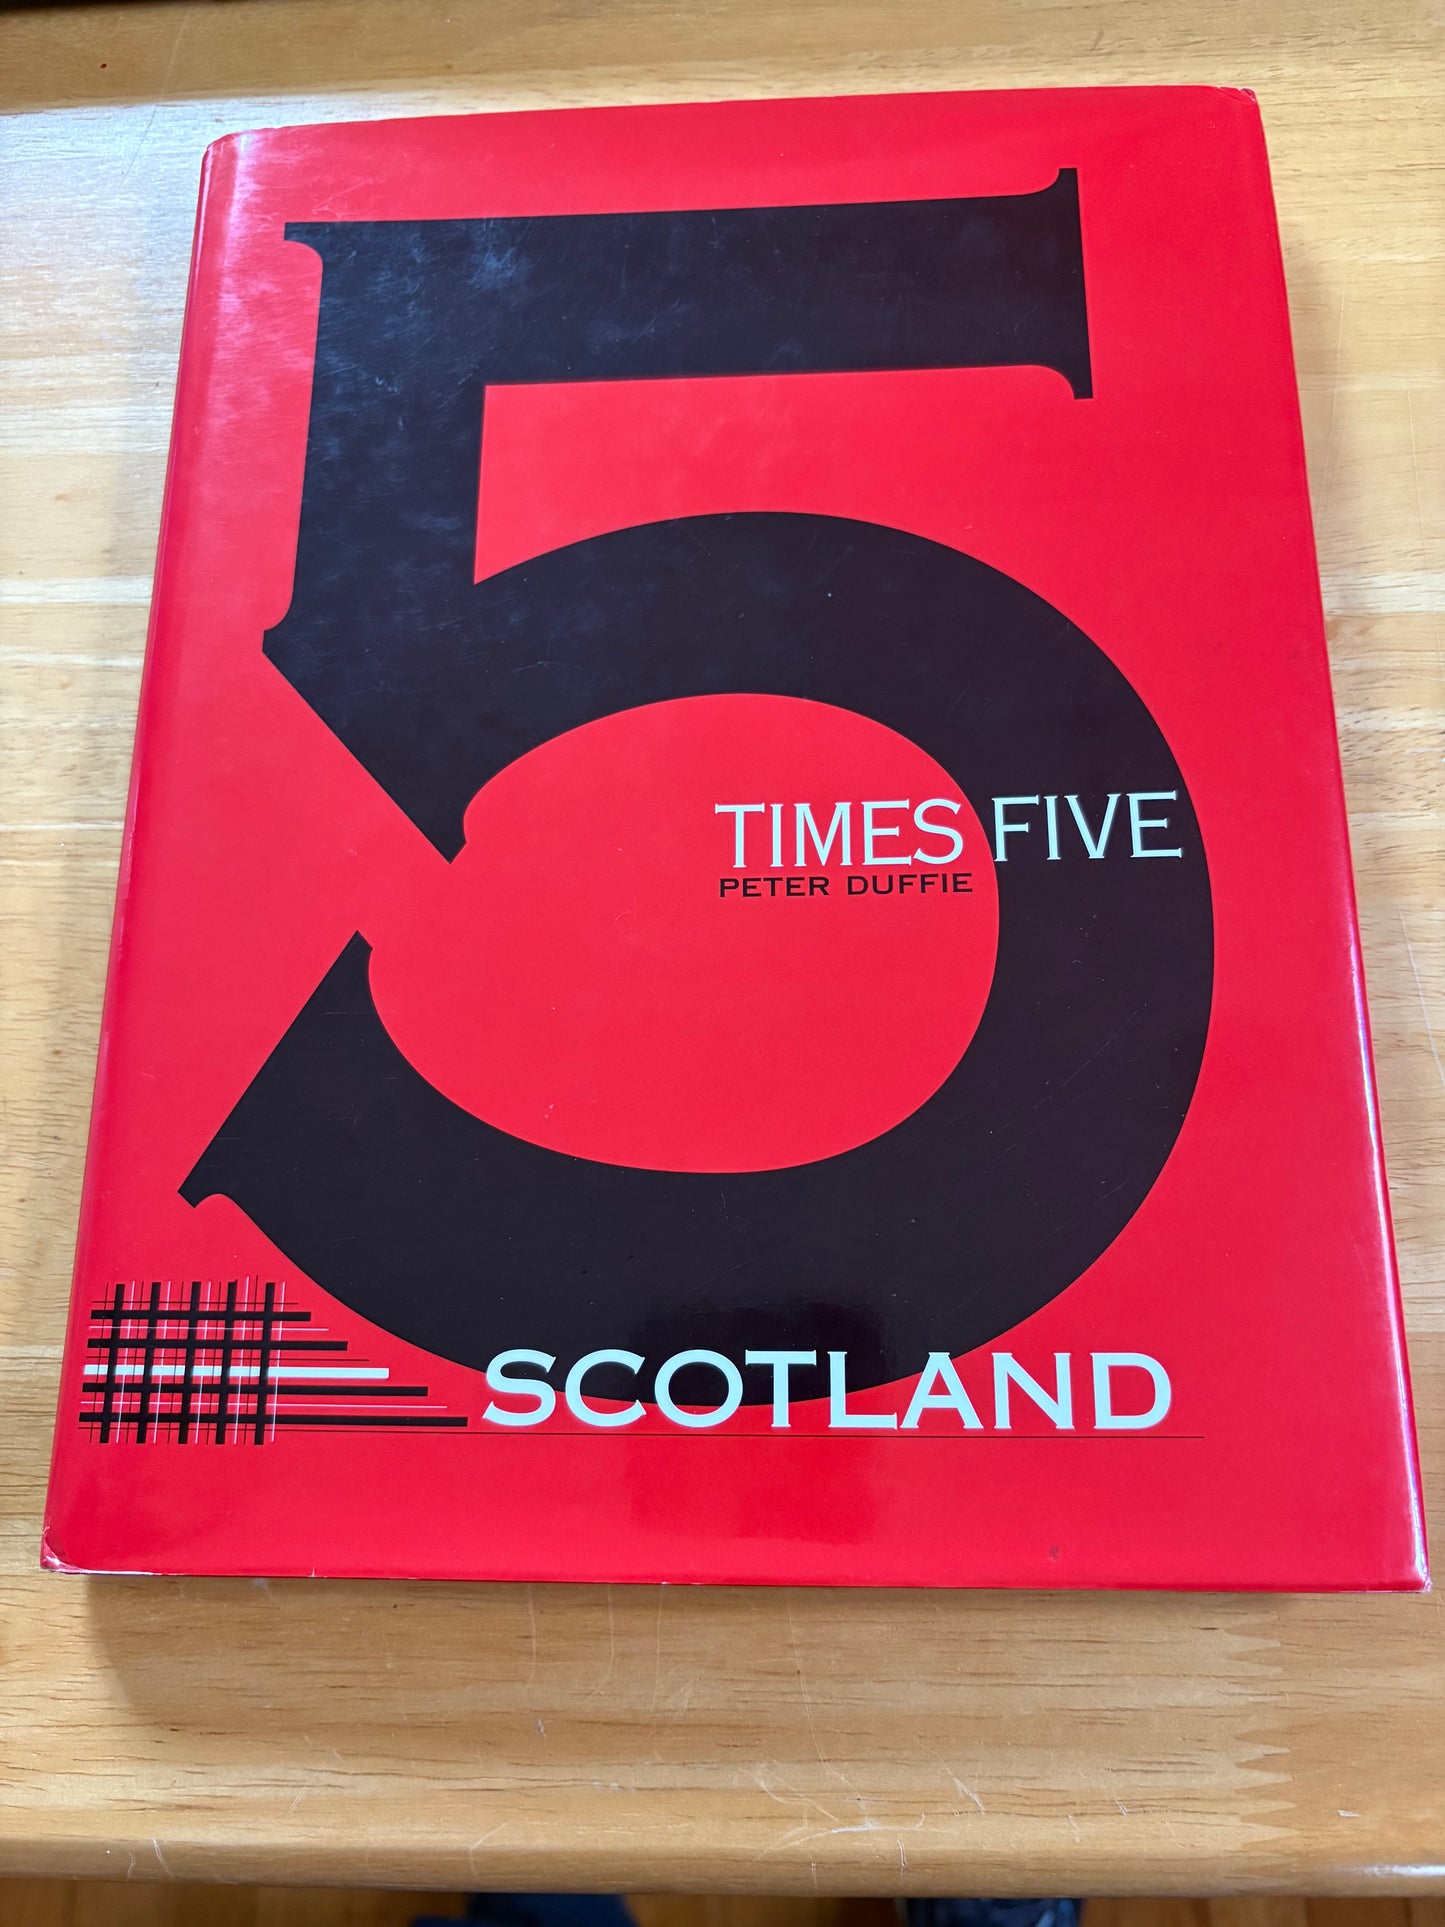 5
TIMES FIVE
PETER DUFFIE
SCOTLAND